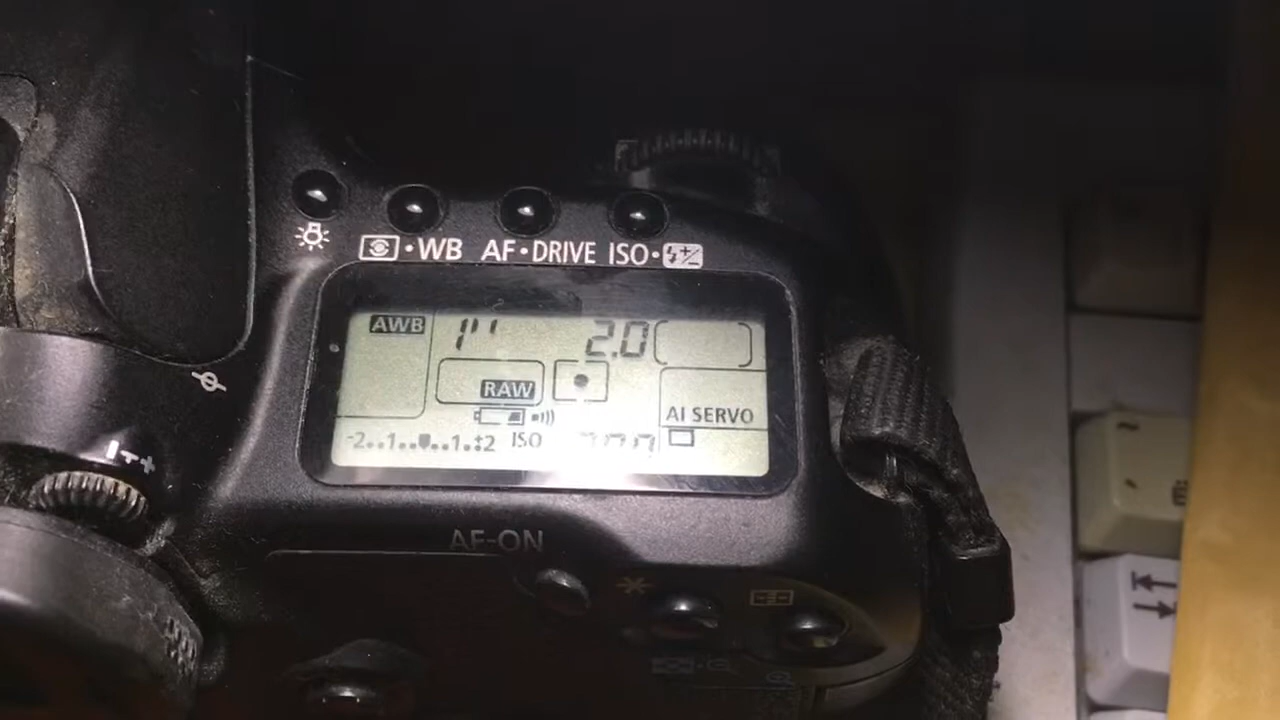 WB AF•DRIVE ISO•
AWB 1" 2.0
RAW
AI SERVO
-2..1..0..1.+2 ISO
AF-ON